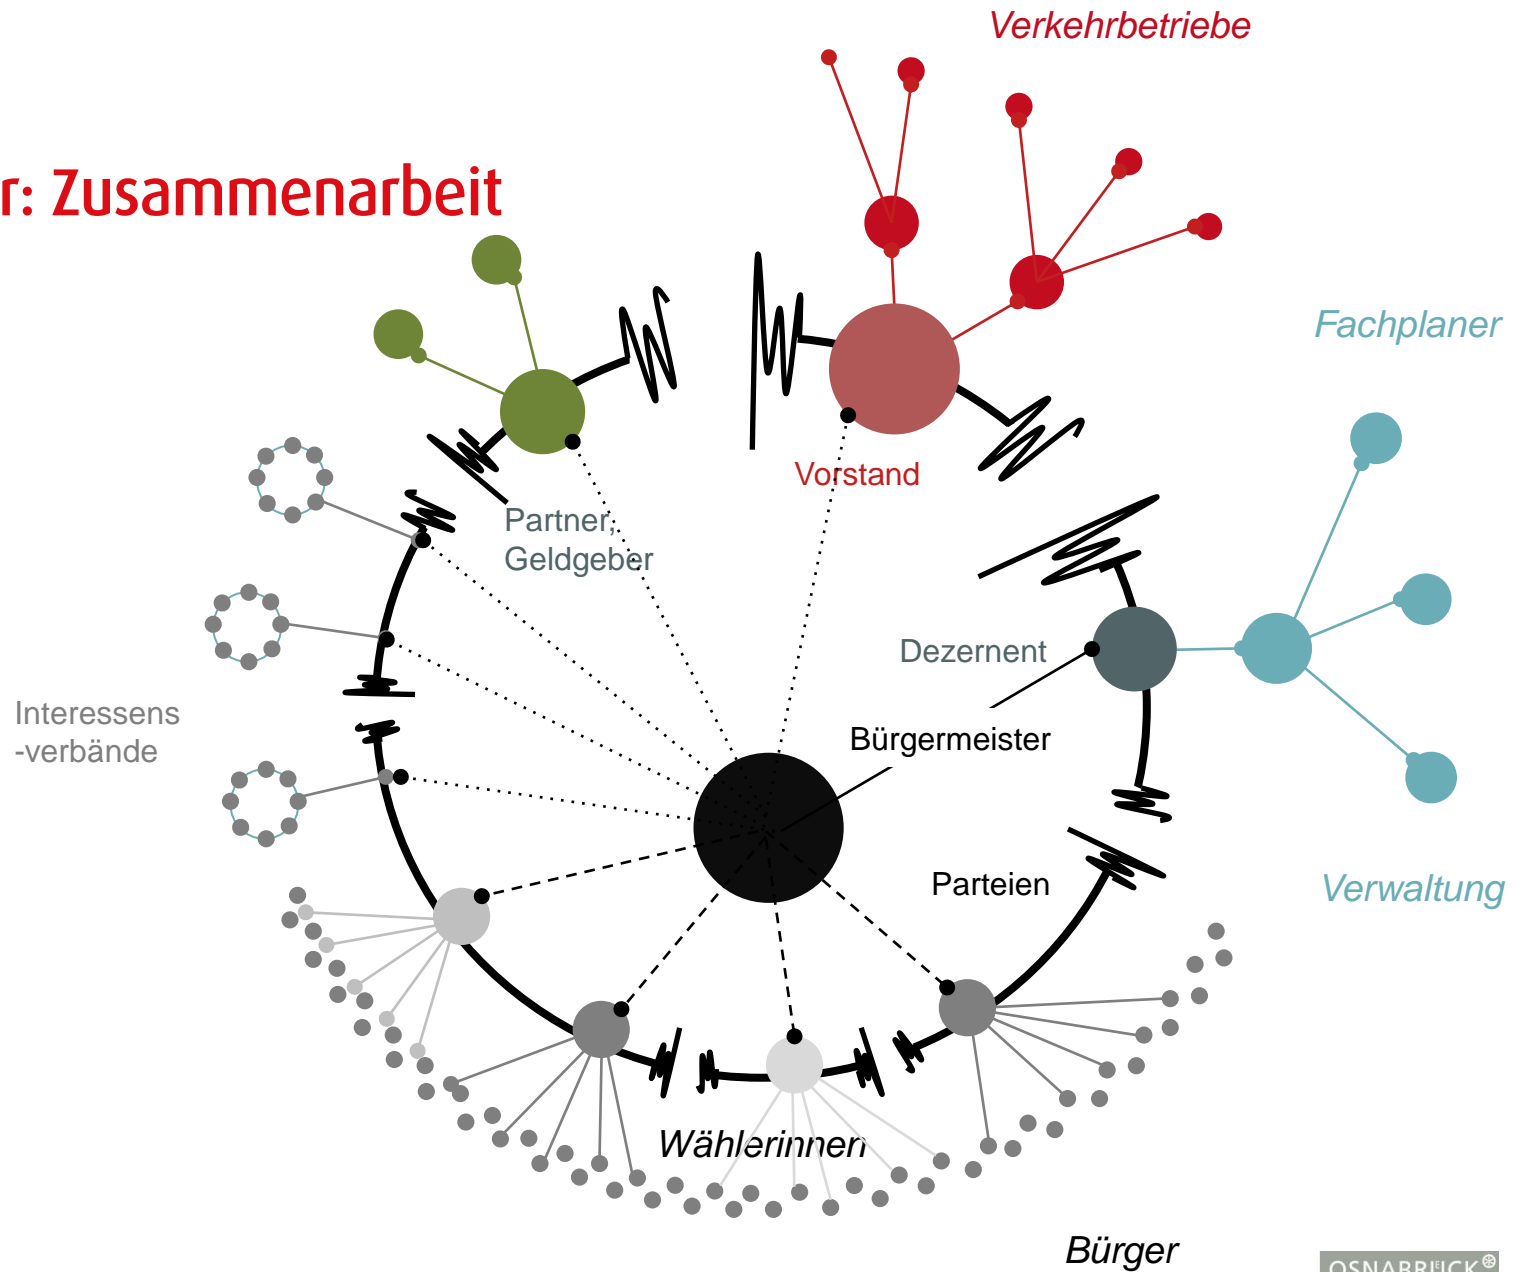 Verkehrbetriebe
r: Zusammenarbeit
Fachplaner
Vorstand
Partner,
Geldgeber
Dezernent
Interessens
-verbände
Bürgermeister
Parteien
Verwaltung
Wählerinnen
Bürger